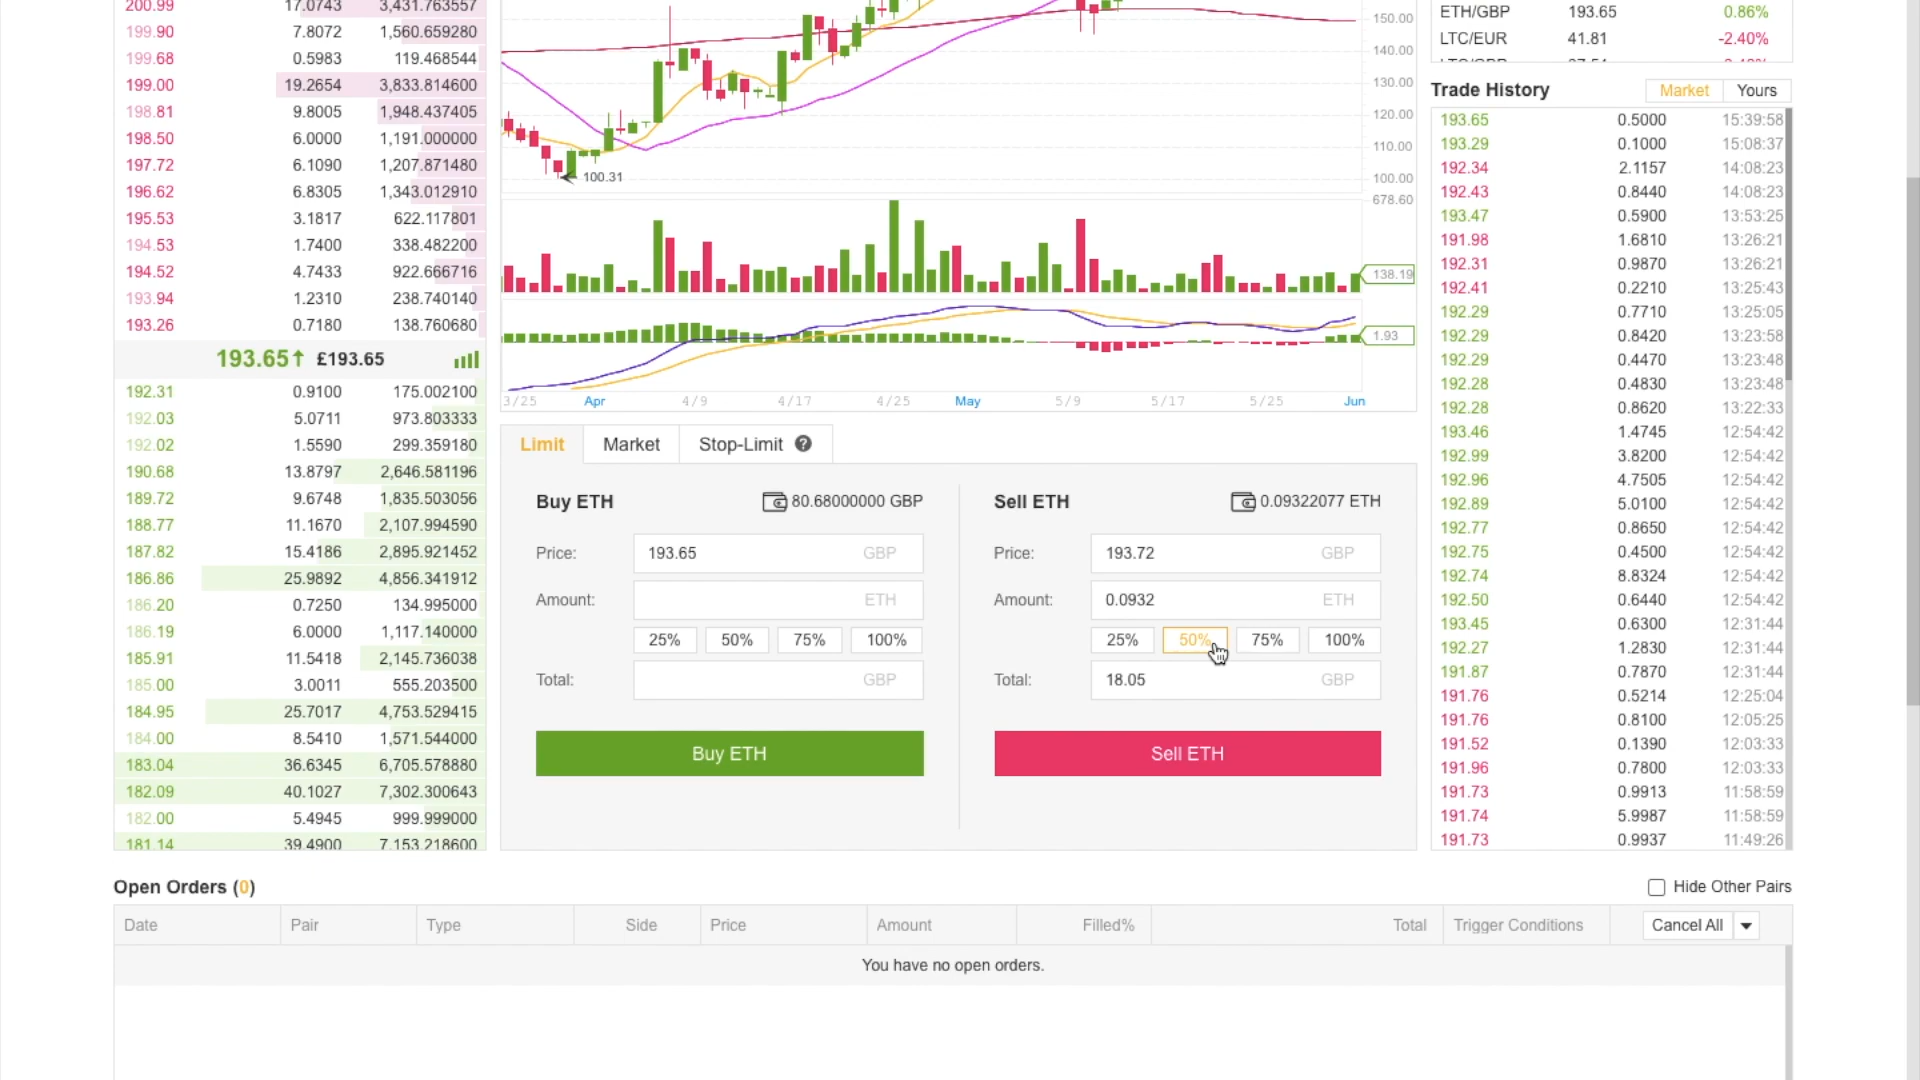 200.99 17.0743 3,431.763557
199.90 7.8072 1,560.659280
199.68 0.5983 119.468544
199.00 19.2654 3,833.814600
198.81 9.8005 1,948.437405
198.50 6.0000 1,191.000000
197.72 6.1090 1,207.871480
196.62 6.8305 1,343.012910
195.53 3.1817 622.117801
194.53 1.7400 338.482200
194.52 4.7433 922.666716
193.94 1.2310 238.740140
193.26 0.7180 138.760680
193.65↑ £193.65
192.31 0.9100 175.002100
192.03 5.0711 973.803333
192.02 1.5590 299.359180
190.68 13.8797 2,646.581196
189.72 9.6748 1,835.503056
188.77 11.1670 2,107.994590
187.82 15.4186 2,895.921452
186.86 25.9892 4,856.341912
186.20 0.7250 134.995000
186.19 6.0000 1,117.140000
185.91 11.5418 2,145.736038
185.00 3.0011 555.203500
184.95 25.7017 4,753.529415
184.00 8.5410 1,571.544000
183.04 36.6345 6,705.578880
182.09 40.1027 7,302.300643
182.00 5.4945 999.999000
181.14 39.4900 7,153.218600
150.00
140.00
130.00
120.00
110.00
100.00
100.31
678.60
138.19
1.93
3/25 Apr 4/9 4/17 4/25 May 5/9 5/17 5/25 Jun
Limit Market Stop-Limit ?
Buy ETH 80.68000000 GBP
Price: 193.65 GBP
Amount: ETH
25% 50% 75% 100%
Total: GBP
Buy ETH
Sell ETH 0.09322077 ETH
Price: 193.72 GBP
Amount: 0.0932 ETH
25% 50% 75% 100%
Total: 18.05 GBP
Sell ETH
ETH/GBP 193.65 0.86%
LTC/EUR 41.81 -2.40%
Trade History Market Yours
193.65 0.5000 15:39:58
193.29 0.1000 15:08:37
192.34 2.1157 14:08:23
192.43 0.8440 14:08:23
193.47 0.5900 13:53:25
191.98 1.6810 13:26:21
192.31 0.9870 13:26:21
192.41 0.2210 13:25:43
192.29 0.7710 13:25:05
192.29 0.8420 13:23:58
192.29 0.4470 13:23:48
192.28 0.4830 13:23:48
192.28 0.8620 13:22:33
193.46 1.4745 12:54:42
192.99 3.8200 12:54:42
192.96 4.7505 12:54:42
192.89 5.0100 12:54:42
192.77 0.8650 12:54:42
192.75 0.4500 12:54:42
192.74 8.8324 12:54:42
192.50 0.6440 12:54:42
193.45 0.6300 12:31:44
192.27 1.2830 12:31:44
191.87 0.7870 12:31:44
191.76 0.5214 12:25:04
191.76 0.8100 12:05:25
191.52 0.1390 12:03:33
191.96 0.7800 12:03:33
191.73 0.9913 11:58:59
191.74 5.9987 11:58:59
191.73 0.9937 11:49:26
Open Orders (0) Hide Other Pairs
Date Pair Type Side Price Amount Filled% Total Trigger Conditions Cancel All
You have no open orders.